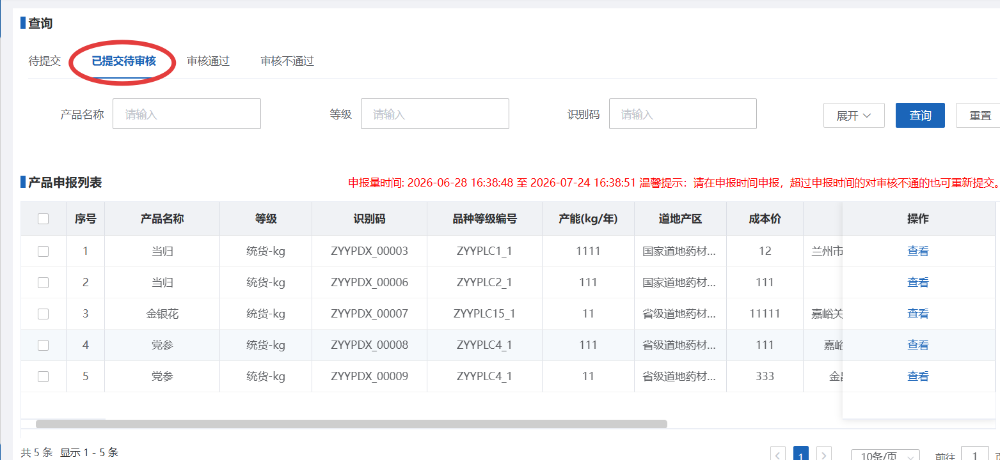 查询
待提交 已提交待审核 审核通过 审核不通过
产品名称 请输入 等级 请输入 识别码 请输入 展开 查询 重置
产品申报列表 申报量时间: 2026-06-28 16:38:48 至 2026-07-24 16:38:51 温馨提示：请在申报时间申报，超过申报时间的对审核不通的也可重新提交。
序号 产品名称 等级 识别码 品种等级编号 产能(kg/年) 道地产区 成本价 操作
1 当归 统货-kg ZYYPDX_00003 ZYYPLC1_1 1111 国家道地药材... 12 兰州市 查看
2 当归 统货-kg ZYYPDX_00006 ZYYPLC2_1 111 国家道地药材... 111 查看
3 金银花 统货-kg ZYYPDX_00007 ZYYPLC15_1 11 省级道地药材... 11111 嘉峪关 查看
4 党参 统货-kg ZYYPDX_00008 ZYYPLC4_1 111 省级道地药材... 111 嘉峪 查看
5 党参 统货-kg ZYYPDX_00009 ZYYPLC4_1 11 省级道地药材... 333 金 查看
共 5 条 显示 1 - 5 条 1 10条/页 前往 1